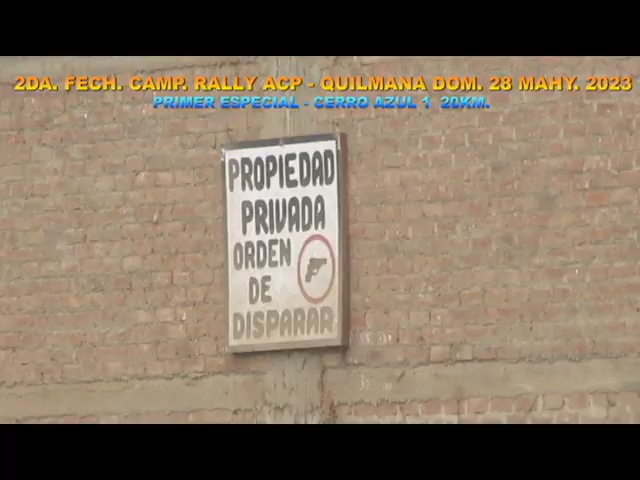 2DA. FECH. CAMP. RALLY ACP - QUILMANA DOM. 28 MAHY. 2023
PRIMER ESPECIAL - CERRO AZUL 1 20KM.
PROPIEDAD
PRIVADA
ORDEN
DE
DISPARAR